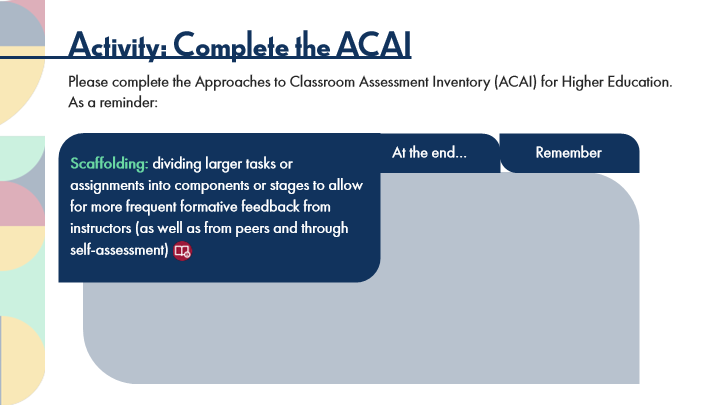 Activity: Complete the ACAI
Please complete the Approaches to Classroom Assessment Inventory (ACAI) for Higher Education.
As a reminder:
Scaffolding: dividing larger tasks or
assignments into components or stages to allow
for more frequent formative feedback from
instructors (as well as from peers and through
self-assessment)
At the end...
Remember